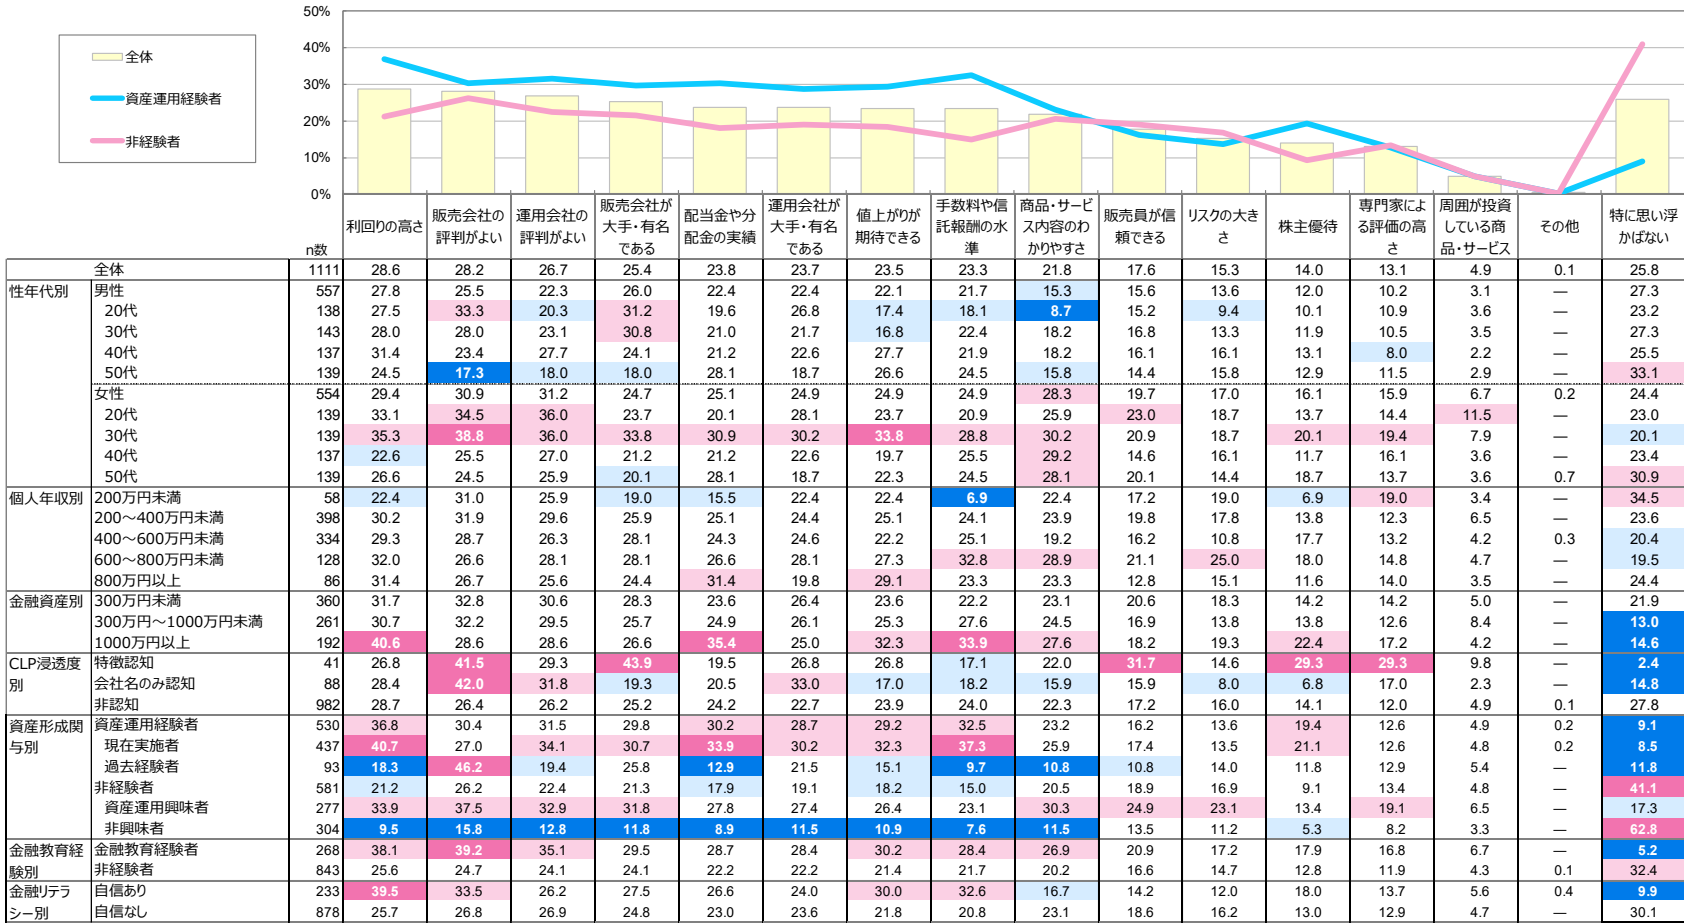 50%
40%
30%
20%
10%
0%
全体
資産運用経験者
非経験者
n数 利回りの高さ 販売会社の評判がよい 運用会社の評判がよい 販売会社が大手・有名である 配当金や分配金の実績 運用会社が大手・有名である 値上がりが期待できる 手数料や信託報酬の水準 商品・サービス内容のわかりやすさ 販売員が信頼できる リスクの大きさ 株主優待 専門家による評価の高さ 周囲が投資している商品・サービス その他 特に思い浮かばない
全体 1111 28.6 28.2 26.7 25.4 23.8 23.7 23.5 23.3 21.8 17.6 15.3 14.0 13.1 4.9 0.1 25.8
性年代別 男性 557 27.8 25.5 22.3 26.0 22.4 22.4 22.1 21.7 15.3 15.6 13.6 12.0 10.2 3.1 — 27.3
20代 138 27.5 33.3 20.3 31.2 19.6 26.8 17.4 18.1 8.7 15.2 9.4 10.1 10.9 3.6 — 23.2
30代 143 28.0 28.0 23.1 30.8 21.0 21.7 16.8 22.4 18.2 16.8 13.3 11.9 10.5 3.5 — 27.3
40代 137 31.4 23.4 27.7 24.1 21.2 22.6 27.7 21.9 18.2 16.1 16.1 13.1 8.0 2.2 — 25.5
50代 139 24.5 17.3 18.0 18.0 28.1 18.7 26.6 24.5 15.8 14.4 15.8 12.9 11.5 2.9 — 33.1
女性 554 29.4 30.9 31.2 24.7 25.1 24.9 24.9 24.9 28.3 19.7 17.0 16.1 15.9 6.7 0.2 24.4
20代 139 33.1 34.5 36.0 23.7 20.1 28.1 23.7 20.9 25.9 23.0 18.7 13.7 14.4 11.5 — 23.0
30代 139 35.3 38.8 36.0 33.8 30.9 30.2 33.8 28.8 30.2 20.9 18.7 20.1 19.4 7.9 — 20.1
40代 137 22.6 25.5 27.0 21.2 21.2 22.6 19.7 25.5 29.2 14.6 16.1 11.7 16.1 3.6 — 23.4
50代 139 26.6 24.5 25.9 20.1 28.1 18.7 22.3 24.5 28.1 20.1 14.4 18.7 13.7 3.6 0.7 30.9
個人年収別 200万円未満 58 22.4 31.0 25.9 19.0 15.5 22.4 22.4 6.9 22.4 17.2 19.0 6.9 19.0 3.4 — 34.5
200～400万円未満 398 30.2 31.9 29.6 25.9 25.1 24.4 25.1 24.1 23.9 19.8 17.8 13.8 12.3 6.5 — 23.6
400～600万円未満 334 29.3 28.7 26.3 28.1 24.3 24.6 22.2 25.1 19.2 16.2 10.8 17.7 13.2 4.2 0.3 20.4
600～800万円未満 128 32.0 26.6 28.1 28.1 26.6 28.1 27.3 32.8 28.9 21.1 25.0 18.0 14.8 4.7 — 19.5
800万円以上 86 31.4 26.7 25.6 24.4 31.4 19.8 29.1 23.3 23.3 12.8 15.1 11.6 14.0 3.5 — 24.4
金融資産別 300万円未満 360 31.7 32.8 30.6 28.3 23.6 26.4 23.6 22.2 23.1 20.6 18.3 14.2 14.2 5.0 — 21.9
300万円～1000万円未満 261 30.7 32.2 29.5 25.7 24.9 26.1 25.3 27.6 24.5 16.9 13.8 13.8 12.6 8.4 — 13.0
1000万円以上 192 40.6 28.6 28.6 26.6 35.4 25.0 32.3 33.9 27.6 18.2 19.3 22.4 17.2 4.2 — 14.6
CLP浸透度別 特徴認知 41 26.8 41.5 29.3 43.9 19.5 26.8 26.8 17.1 22.0 31.7 14.6 29.3 29.3 9.8 — 2.4
会社名のみ認知 88 28.4 42.0 31.8 19.3 20.5 33.0 17.0 18.2 15.9 15.9 8.0 6.8 17.0 2.3 — 14.8
非認知 982 28.7 26.4 26.2 25.2 24.2 22.7 23.9 24.0 22.3 17.2 16.0 14.1 12.0 4.9 0.1 27.8
資産形成関与別 資産運用経験者 530 36.8 30.4 31.5 29.8 30.2 28.7 29.2 32.5 23.2 16.2 13.6 19.4 12.6 4.9 0.2 9.1
現在実施者 437 40.7 27.0 34.1 30.7 33.9 30.2 32.3 37.3 25.9 17.4 13.5 21.1 12.6 4.8 0.2 8.5
過去経験者 93 18.3 46.2 19.4 25.8 12.9 21.5 15.1 9.7 10.8 10.8 14.0 11.8 12.9 5.4 — 11.8
非経験者 581 21.2 26.2 22.4 21.3 17.9 19.1 18.2 15.0 20.5 18.9 16.9 9.1 13.4 4.8 — 41.1
資産運用興味者 277 33.9 37.5 32.9 31.8 27.8 27.4 26.4 23.1 30.3 24.9 23.1 13.4 19.1 6.5 — 17.3
非興味者 304 9.5 15.8 12.8 11.8 8.9 11.5 10.9 7.6 11.5 13.5 11.2 5.3 8.2 3.3 — 62.8
金融教育経験別 金融教育経験者 268 38.1 39.2 35.1 29.5 28.7 28.4 30.2 28.4 26.9 20.9 17.2 17.9 16.8 6.7 — 5.2
非経験者 843 25.6 24.7 24.1 24.1 22.2 22.2 21.4 21.7 20.2 16.6 14.7 12.8 11.9 4.3 0.1 32.4
金融リテラシー別 自信あり 233 39.5 33.5 26.2 27.5 26.6 24.0 30.0 32.6 16.7 14.2 12.0 18.0 13.7 5.6 0.4 9.9
自信なし 878 25.7 26.8 26.9 24.8 23.0 23.6 21.8 20.8 23.1 18.6 16.2 13.0 12.9 4.7 — 30.1